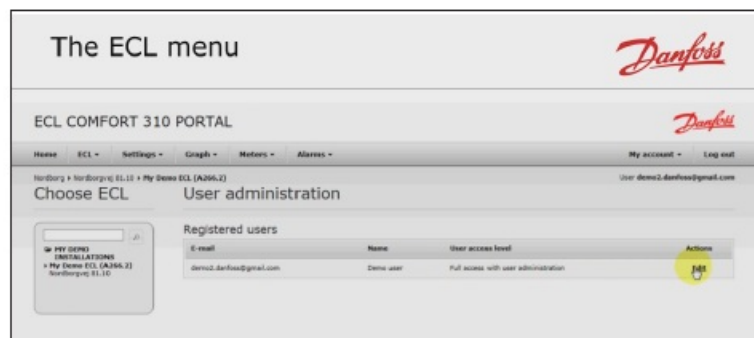 The ECL menu
Danfoss
ECL COMFORT 310 PORTAL
Danfoss
Home ECL Settings Graph Meters Alarms My account Log out
Nordborg Nordborgvej 81.10 My Demo ECL (A266.2) User demo2.danfoss@gmail.com
Choose ECL User administration
Registered users
E-mail Name User access level Actions
demo2.danfoss@gmail.com Demo user Full access with user administration Edit
MY DEMO
INSTALLATIONS
My Demo ECL (A266.2)
Nordborgvej 81.10